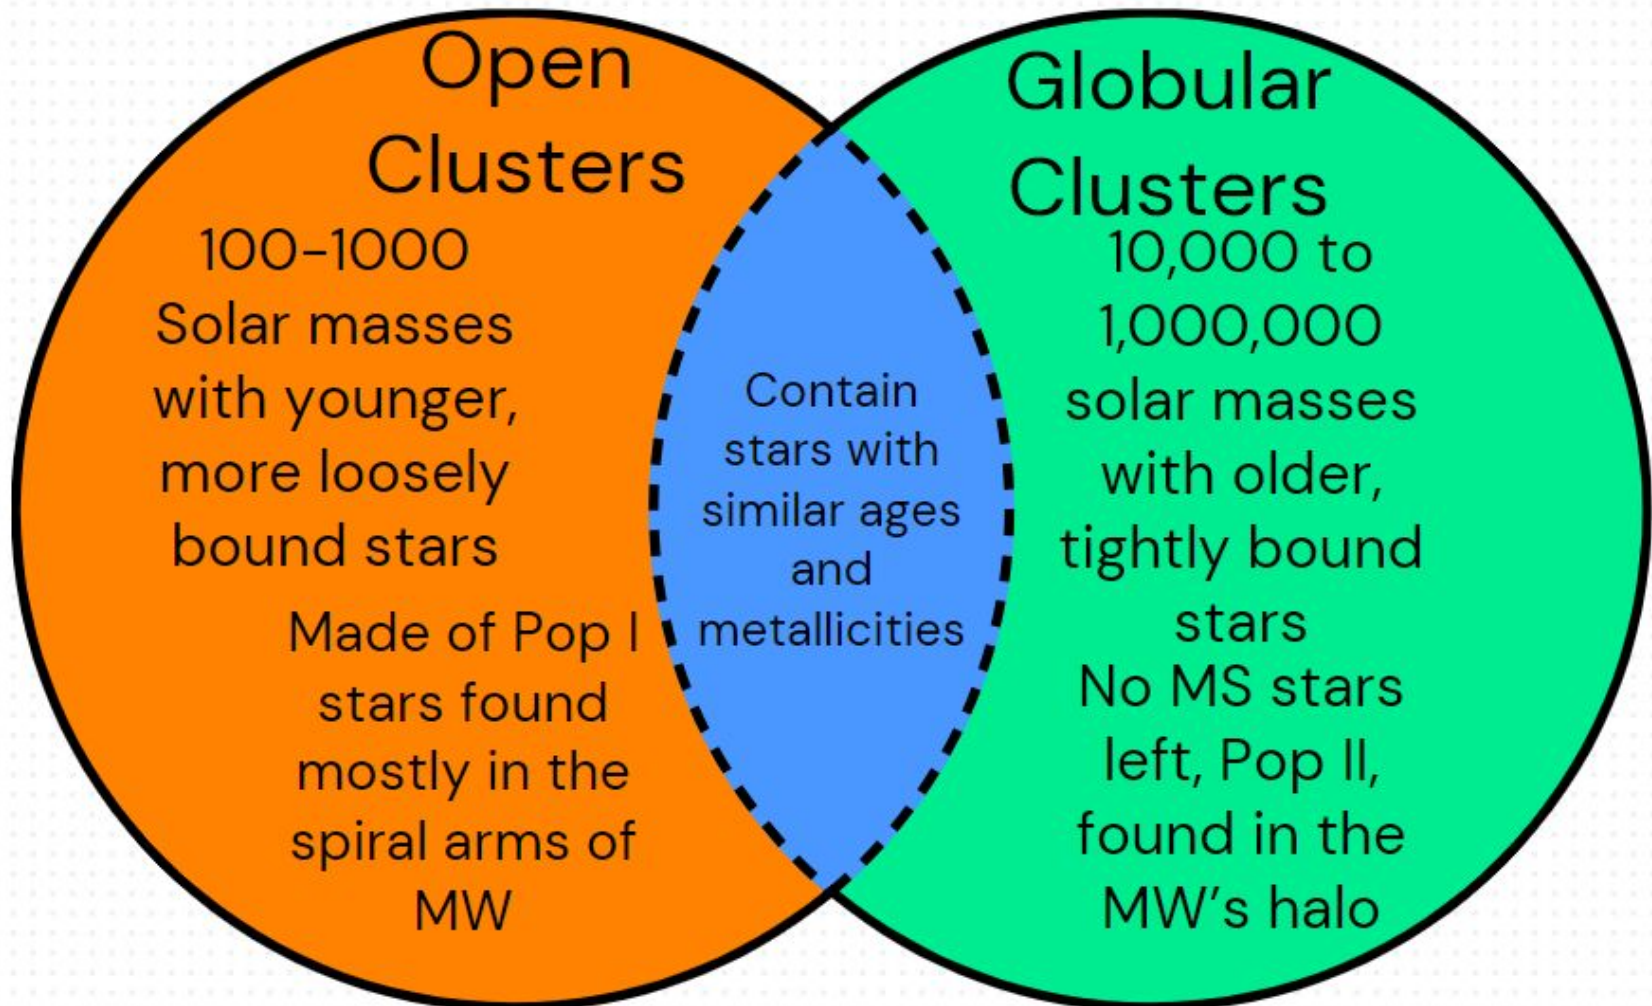 Open
Clusters
100-1000
Solar masses
with younger,
more loosely
bound stars
Made of Pop I
stars found
mostly in the
spiral arms of
MW
Contain
stars with
similar ages
and
metallicities
Globular
Clusters
10,000 to
1,000,000
solar masses
with older,
tightly bound
stars
No MS stars
left, Pop II,
found in the
MW’s halo